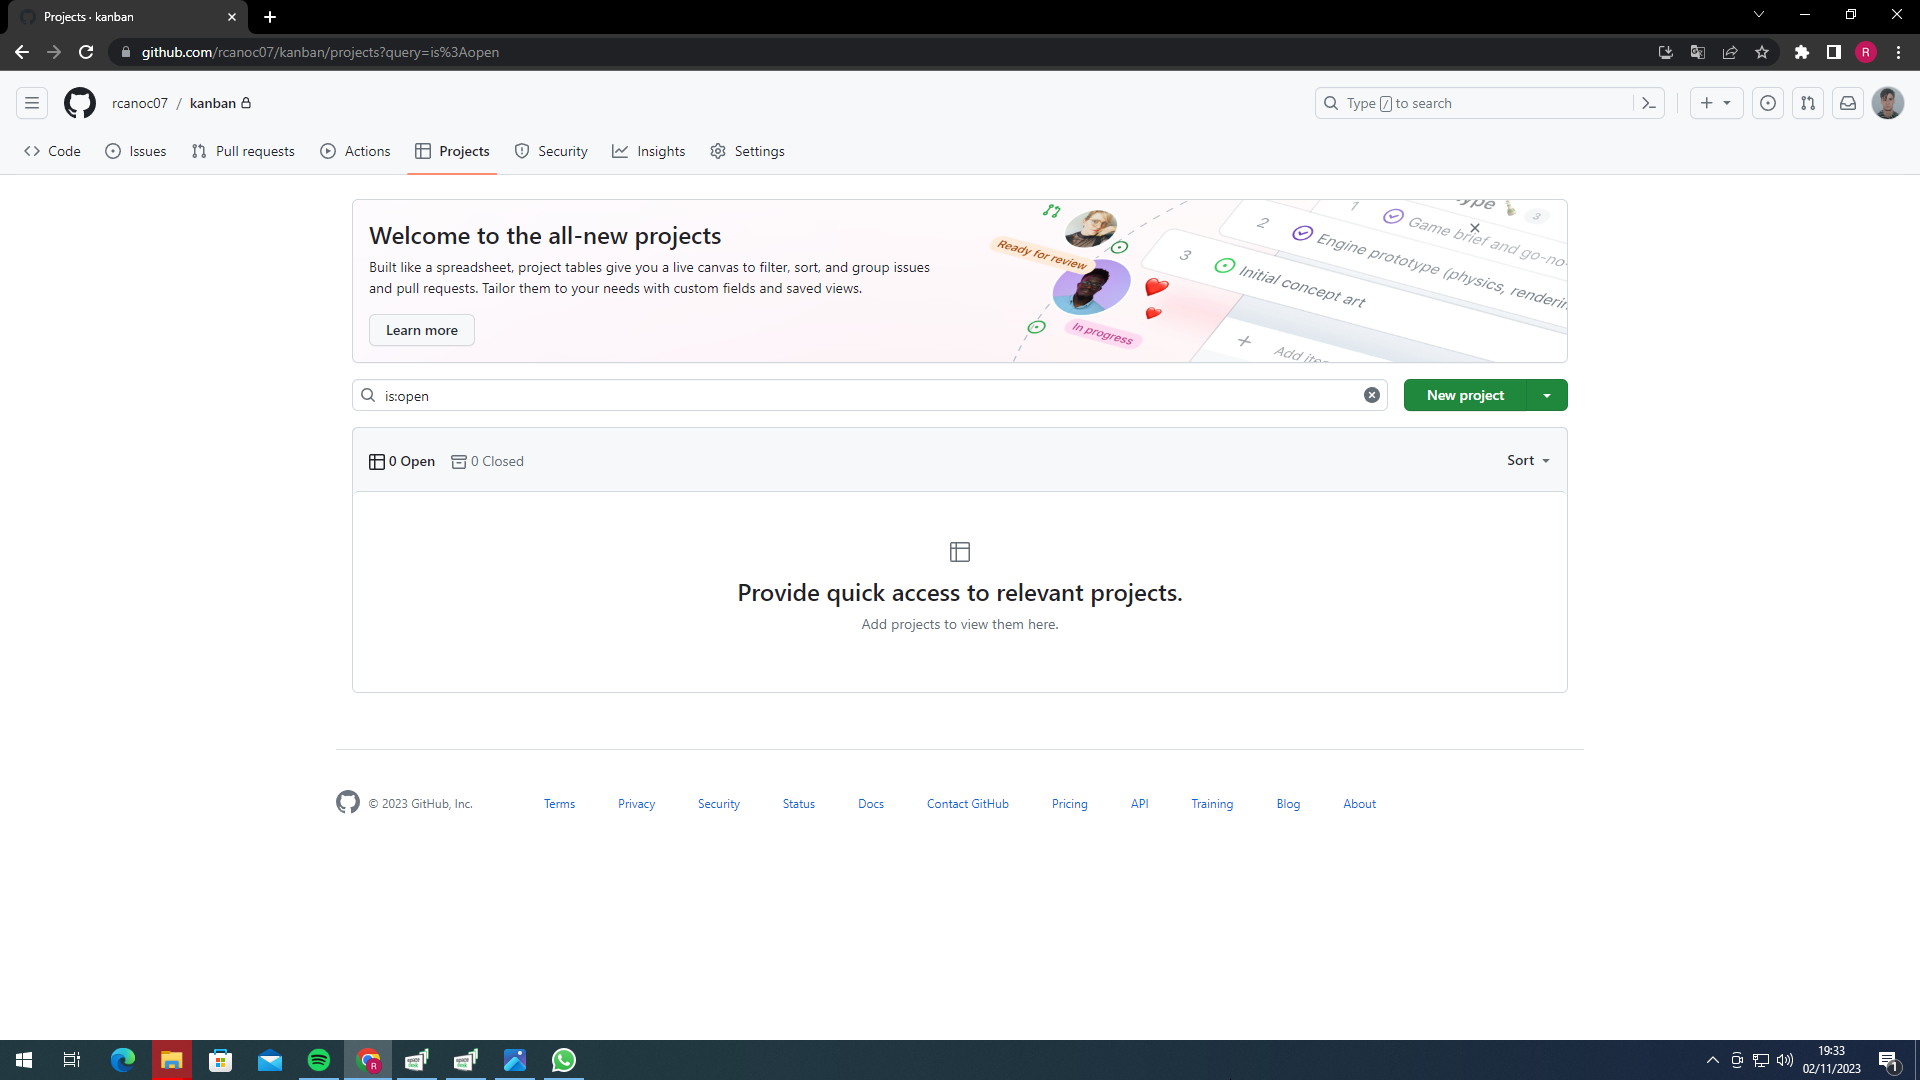 Projects · kanban
github.com/rcanoc07/kanban/projects?query=is%3Aopen
R
rcanoc07 / kanban
Type / to search
Code Issues Pull requests Actions Projects Security Insights Settings
Welcome to the all-new projects
Built like a spreadsheet, project tables give you a live canvas to filter, sort, and group issues
and pull requests. Tailor them to your needs with custom fields and saved views.
Learn more
Ready for review
In progress
1 Game brief and go-no-
3
2 Engine prototype (physics, renderin
3 Initial concept art
+ Add ite
is:open
New project
0 Open 0 Closed
Sort
Provide quick access to relevant projects.
Add projects to view them here.
© 2023 GitHub, Inc. Terms Privacy Security Status Docs Contact GitHub Pricing API Training Blog About
R
19:33
02/11/2023
1